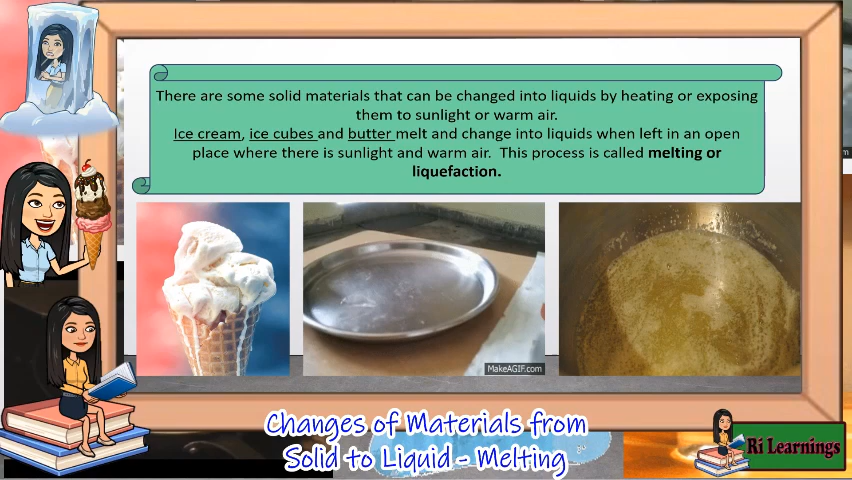 There are some solid materials that can be changed into liquids by heating or exposing
them to sunlight or warm air.
Ice cream, ice cubes and butter melt and change into liquids when left in an open
place where there is sunlight and warm air. This process is called melting or
liquefaction.
MakeAGIF.com
Changes of Materials from
Solid to Liquid - Melting
Ri Learnings